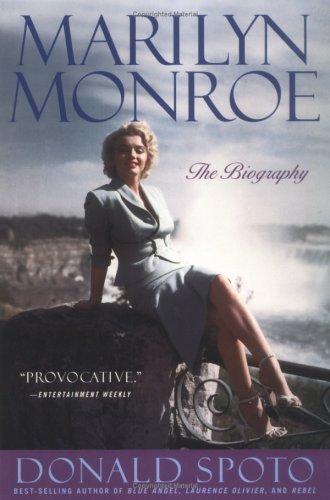 MARILYN
MONROE
The Biography
"PROVOCATIVE."
—ENTERTAINMENT WEEKLY
DONALD SPOTO
BEST-SELLING AUTHOR OF BLUE ANGEL, LAURENCE OLIVIER, AND REBEL